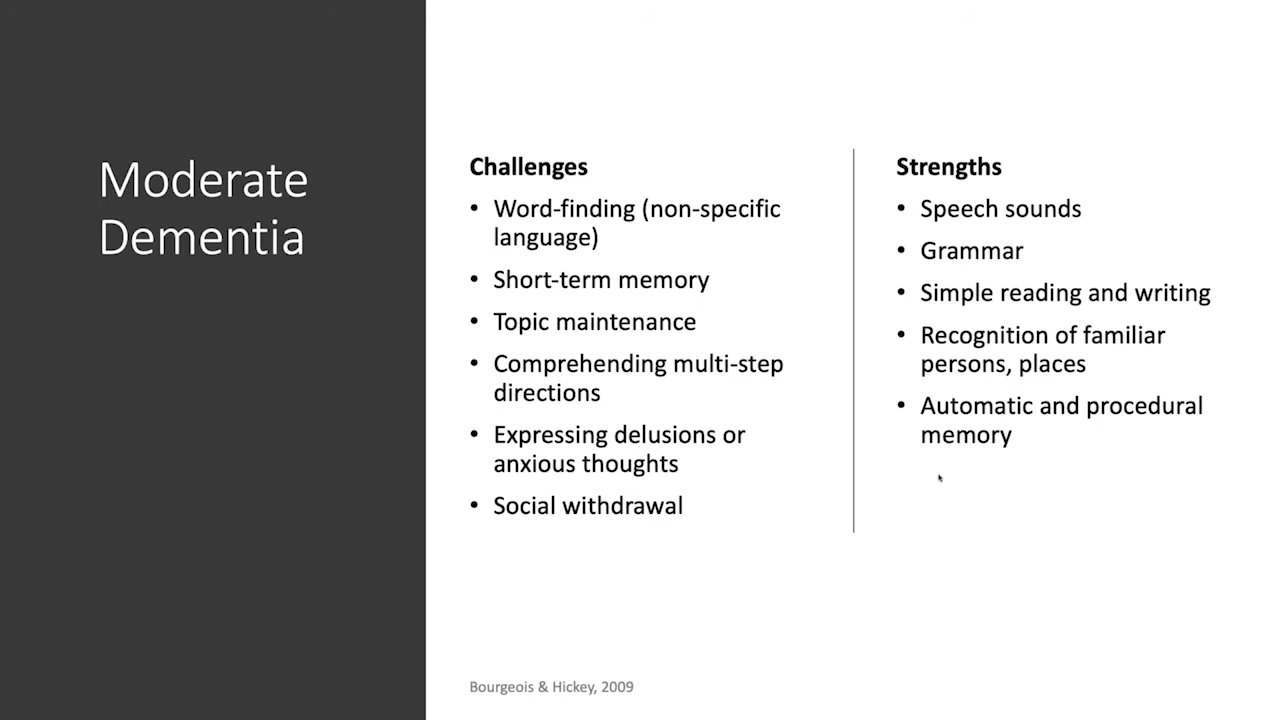 Moderate
Dementia
Challenges
• Word-finding (non-specific
language)
• Short-term memory
• Topic maintenance
• Comprehending multi-step
directions
• Expressing delusions or
anxious thoughts
• Social withdrawal
Strengths
• Speech sounds
• Grammar
• Simple reading and writing
• Recognition of familiar
persons, places
• Automatic and procedural
memory
Bourgeois & Hickey, 2009